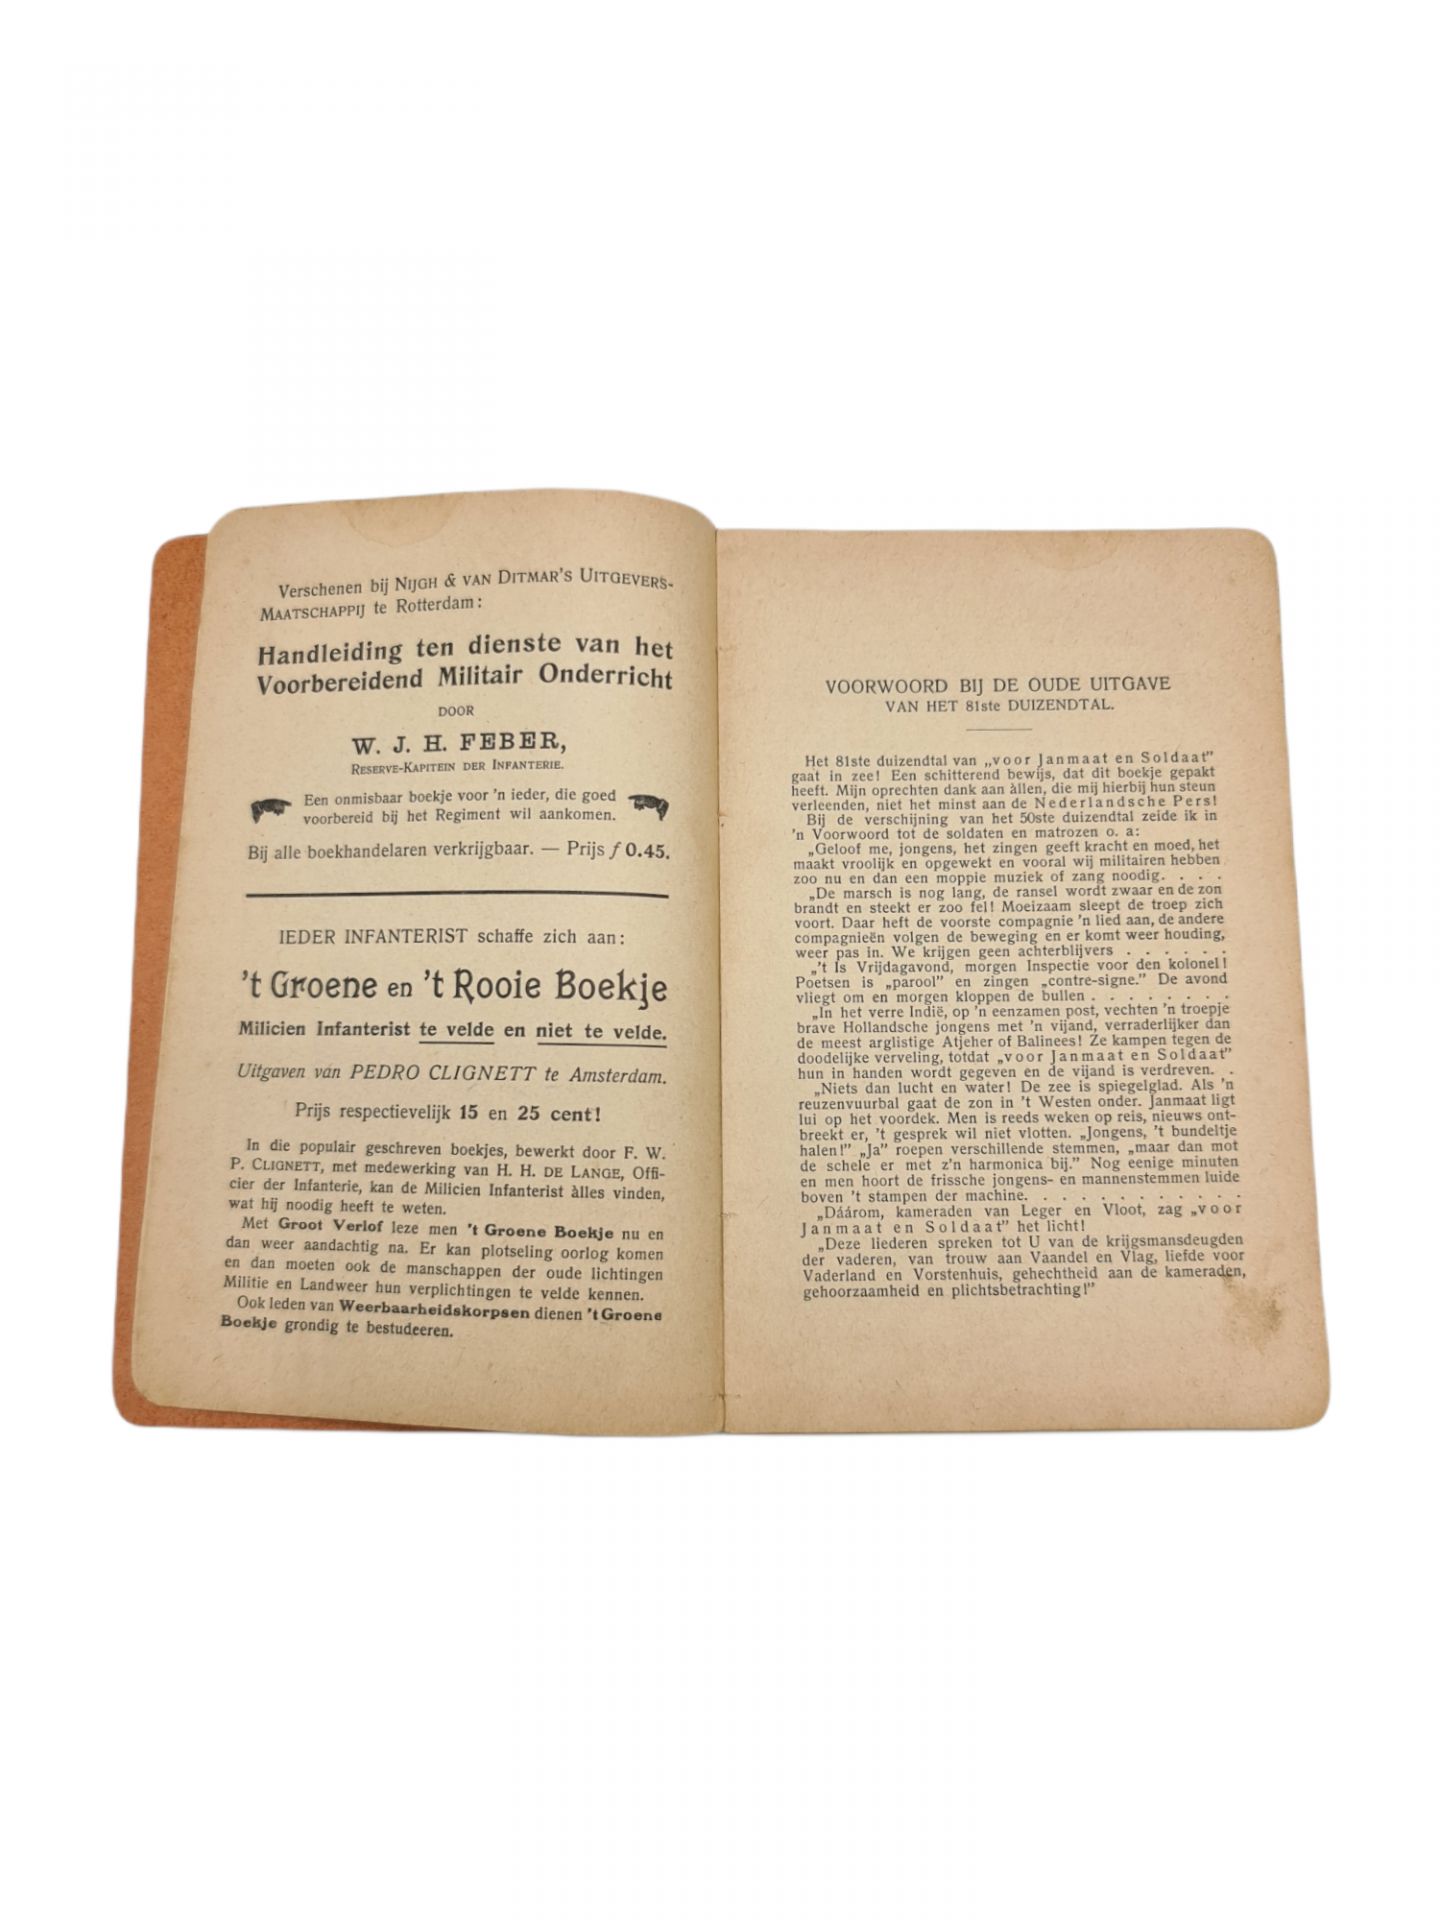 Verschenen bij NIJGH & VAN DITMAR'S UITGEVERS-
MAATSCHAPPIJ te Rotterdam:
Handleiding ten dienste van het
Voorbereidend Militair Onderricht
DOOR
W. J. H. FEBER,
RESERVE-KAPITEIN DER INFANTERIE.
Een onmisbaar boekje voor 'n ieder, die goed
voorbereid bij het Regiment wil aankomen.
Bij alle boekhandelaren verkrijgbaar. — Prijs f 0.45.
IEDER INFANTERIST schaffe zich aan:
't Groene en 't Rooie Boekje
Milicien Infanterist te velde en niet te velde.
Uitgaven van PEDRO CLIGNETT te Amsterdam.
Prijs respectievelijk 15 en 25 cent!
In die populair geschreven boekjes, bewerkt door F. W.
P. CLIGNETT, met medewerking van H. H. DE LANGE, Offi-
cier der Infanterie, kan de Milicien Infanterist àlles vinden,
wat hij noodig heeft te weten.
Met Groot Verlof leze men 't Groene Boekje nu en
dan weer aandachtig na. Er kan plotseling oorlog komen
en dan moeten ook de manschappen der oude lichtingen
Militie en Landweer hun verplichtingen te velde kennen.
Ook leden van Weerbaarheidskorpsen dienen 't Groene
Boekje grondig te bestudeeren.
VOORWOORD BIJ DE OUDE UITGAVE
VAN HET 81ste DUIZENDTAL.
Het 81ste duizendtal van „voor Janmaat en Soldaat”
gaat in zee! Een schitterend bewijs, dat dit boekje gepakt
heeft. Mijn oprechten dank aan àllen, die mij hierbij hun steun
verleenden, niet het minst aan de Nederlandsche Pers!
Bij de verschijning van het 50ste duizendtal zeide ik in
'n Voorwoord tot de soldaten en matrozen o. a:
„Geloof me, jongens, het zingen geeft kracht en moed, het
maakt vroolijk en opgewekt en vooral wij militairen hebben
zoo nu en dan een moppie muziek of zang noodig. . . .
„De marsch is nog lang, de ransel wordt zwaar en de zon
brandt en steekt er zoo fel! Moeizaam sleept de troep zich
voort. Daar heft de voorste compagnie 'n lied aan, de andere
compagnieën volgen de beweging en er komt weer houding,
weer pas in. We krijgen geen achterblijvers . . . . . .
„'t Is Vrijdagavond, morgen Inspectie voor den kolonel!
Poetsen is „parool” en zingen „contre-signe.” De avond
vliegt om en morgen kloppen de bullen . . . . . . . .
„In het verre Indië, op 'n eenzamen post, vechten 'n troepje
brave Hollandsche jongens met 'n vijand, verraderlijker dan
de meest arglistige Atjeher of Balinees! Ze kampen tegen de
doodelijke verveling, totdat „voor Janmaat en Soldaat”
hun in handen wordt gegeven en de vijand is verdreven. .
„Niets dan lucht en water! De zee is spiegelglad. Als 'n
reuzenvuurbal gaat de zon in 't Westen onder. Janmaat ligt
lui op het voordek. Men is reeds weken op reis, nieuws ont-
breekt er, 't gesprek wil niet vlotten. „Jongens, 't bundeltje
halen!” „Ja” roepen verschillende stemmen, „maar dan mot
de schele er met z'n harmonica bij.” Nog eenige minuten
en men hoort de frissche jongens- en mannenstemmen luide
boven 't stampen der machine. . . . . . . . . . . .
„Dáárom, kameraden van Leger en Vloot, zag „voor
Janmaat en Soldaat” het licht!
„Deze liederen spreken tot U van de krijgsmansdeugden
der vaderen, van trouw aan Vaandel en Vlag, liefde voor
Vaderland en Vorstenhuis, gehechtheid aan de kameraden,
gehoorzaamheid en plichtsbetrachting!”